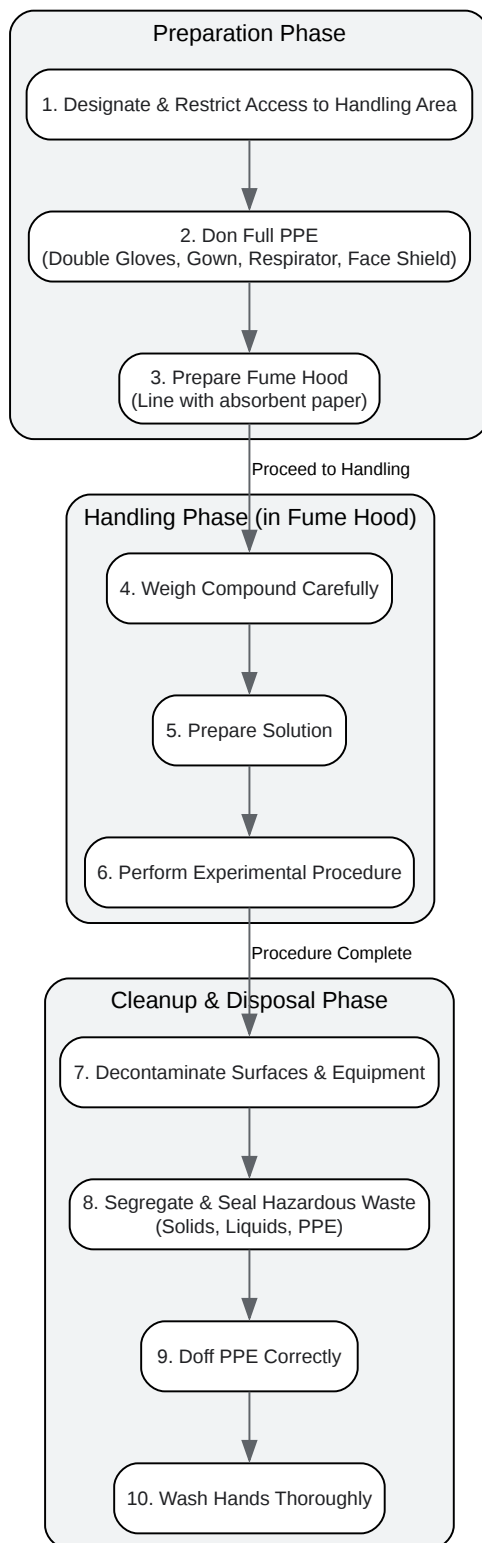 Preparation Phase
1. Designate & Restrict Access to Handling Area
2. Don Full PPE
(Double Gloves, Gown, Respirator, Face Shield)
3. Prepare Fume Hood
(Line with absorbent paper)
Proceed to Handling
Handling Phase (in Fume Hood)
4. Weigh Compound Carefully
5. Prepare Solution
6. Perform Experimental Procedure
Procedure Complete
Cleanup & Disposal Phase
7. Decontaminate Surfaces & Equipment
8. Segregate & Seal Hazardous Waste
(Solids, Liquids, PPE)
9. Doff PPE Correctly
10. Wash Hands Thoroughly